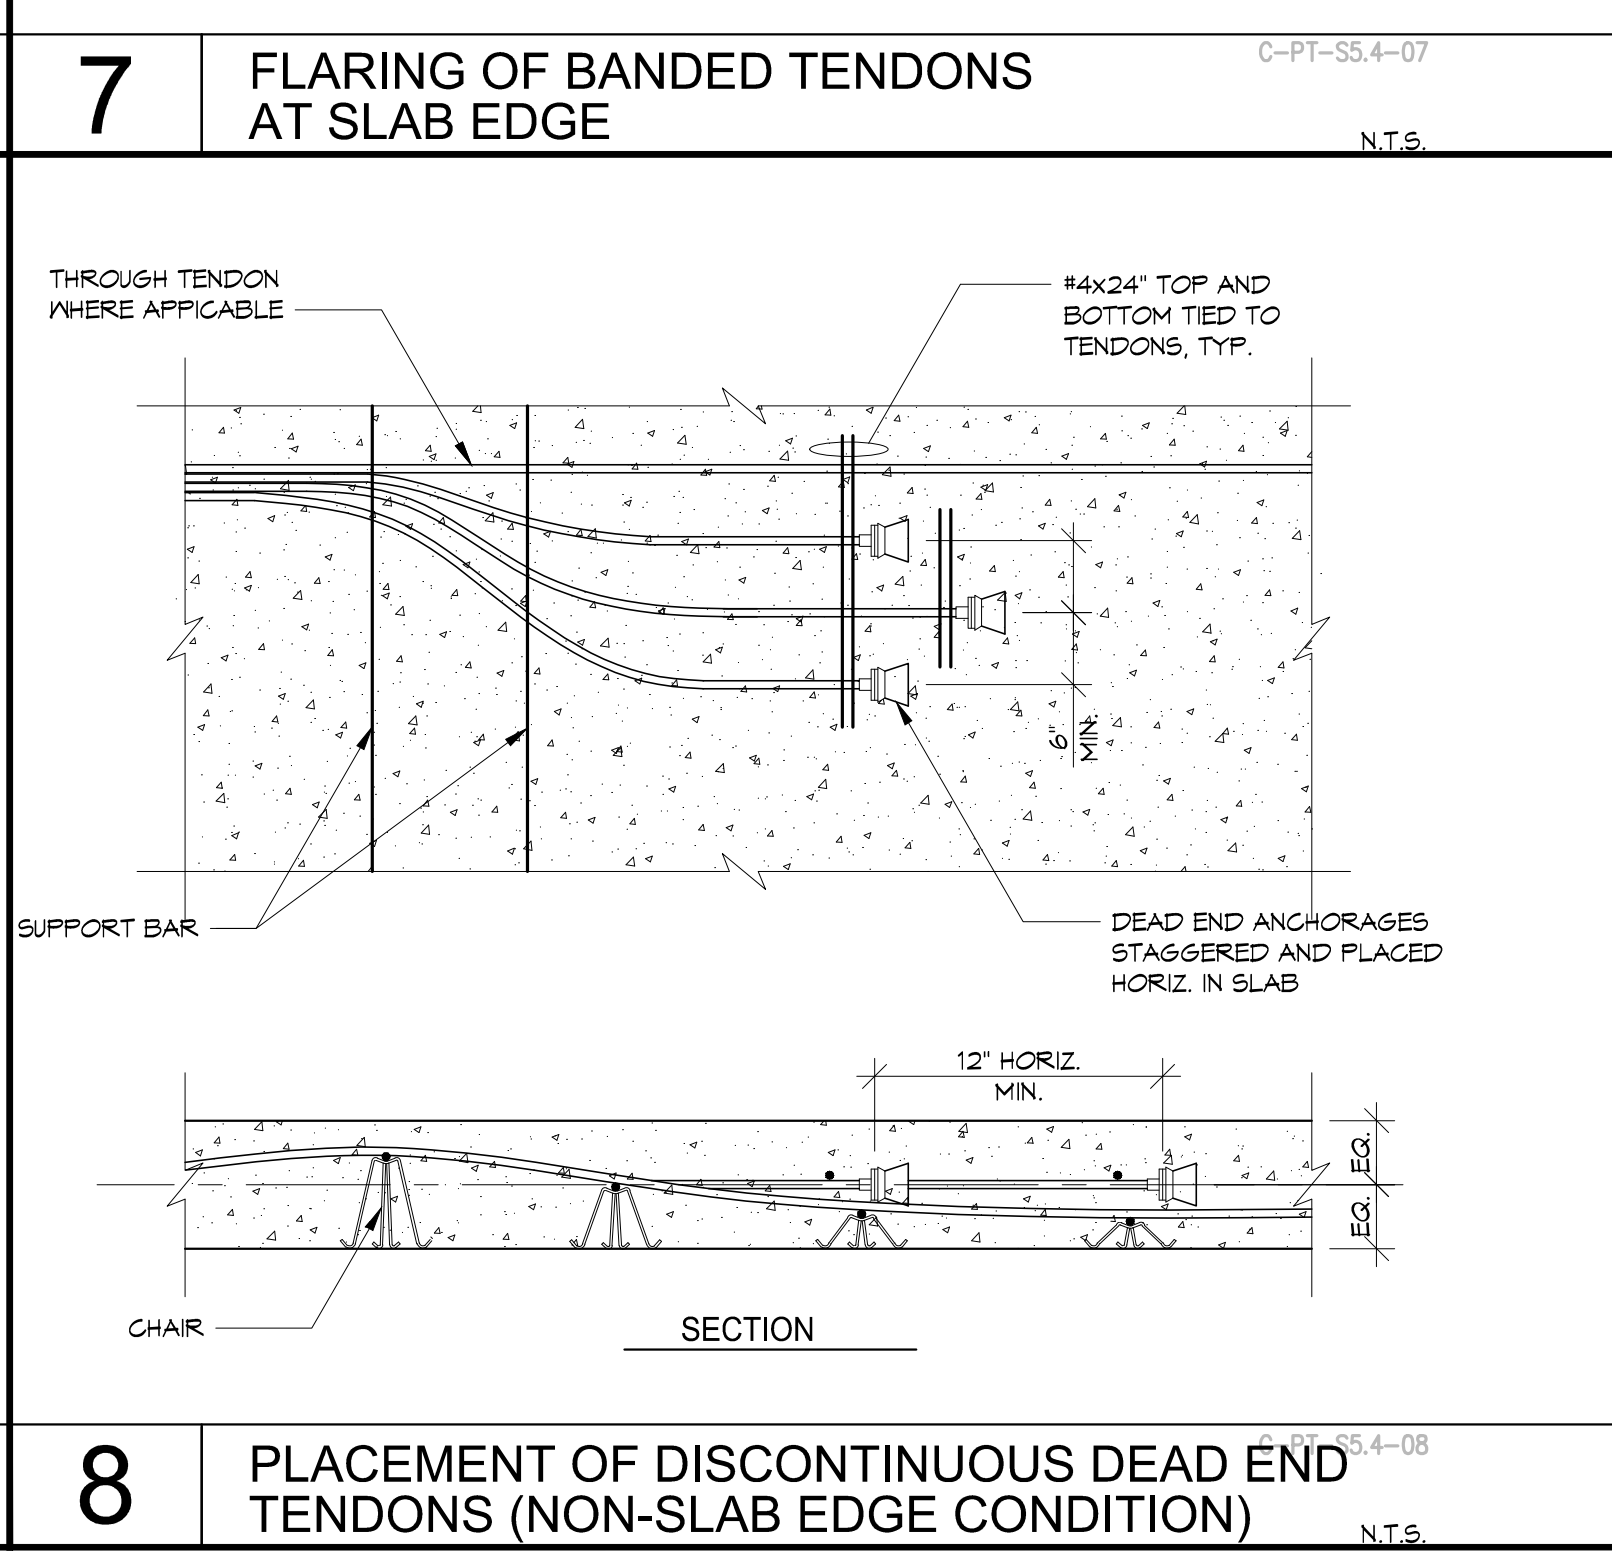 7
FLARING OF BANDED TENDONS
AT SLAB EDGE
C-PT-S5.4-07
N.T.S.
THROUGH TENDON
WHERE APPICABLE
#4x24" TOP AND
BOTTOM TIED TO
TENDONS, TYP.
6"
MIN.
SUPPORT BAR
DEAD END ANCHORAGES
STAGGERED AND PLACED
HORIZ. IN SLAB
12" HORIZ.
MIN.
EQ.
EQ.
CHAIR
SECTION
8
PLACEMENT OF DISCONTINUOUS DEAD END
TENDONS (NON-SLAB EDGE CONDITION)
C-PT-S5.4-08
N.T.S.